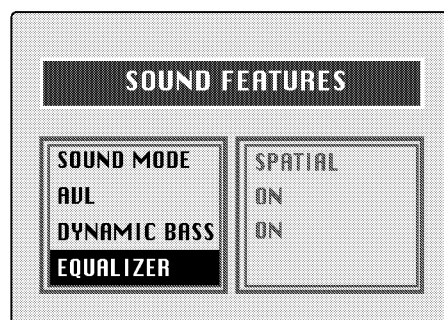 SOUND FEATURES
SOUND MODE SPATIAL
AVL ON
DYNAMIC BASS ON
EQUALIZER